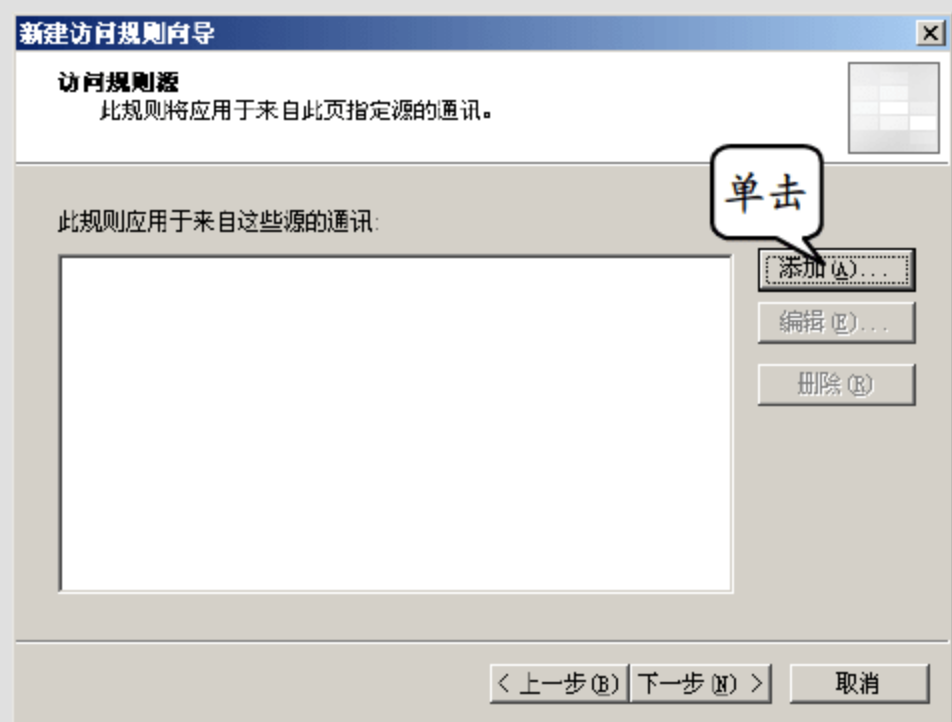 新建访问规则向导
访问规则源
此规则将应用于来自此页指定源的通讯。
单击
此规则应用于来自这些源的通讯:
添加(A)...
编辑(E)...
删除(R)
< 上一步(B) 下一步(N) > 取消